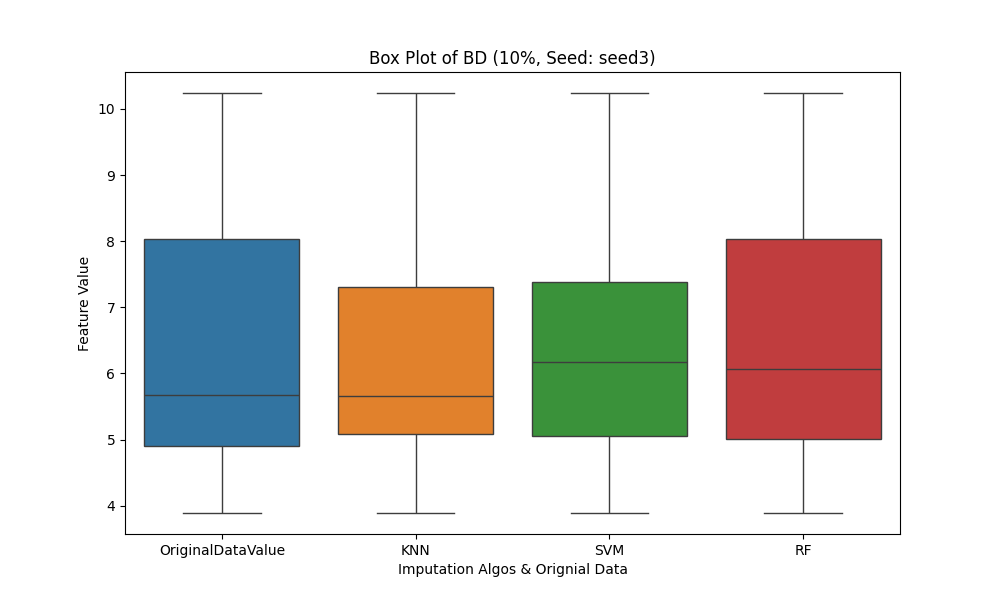 Box Plot of BD (10%, Seed: seed3)
10
9
8
7
6
5
4
Feature Value
OriginalDataValue KNN SVM RF
Imputation Algos & Orignial Data